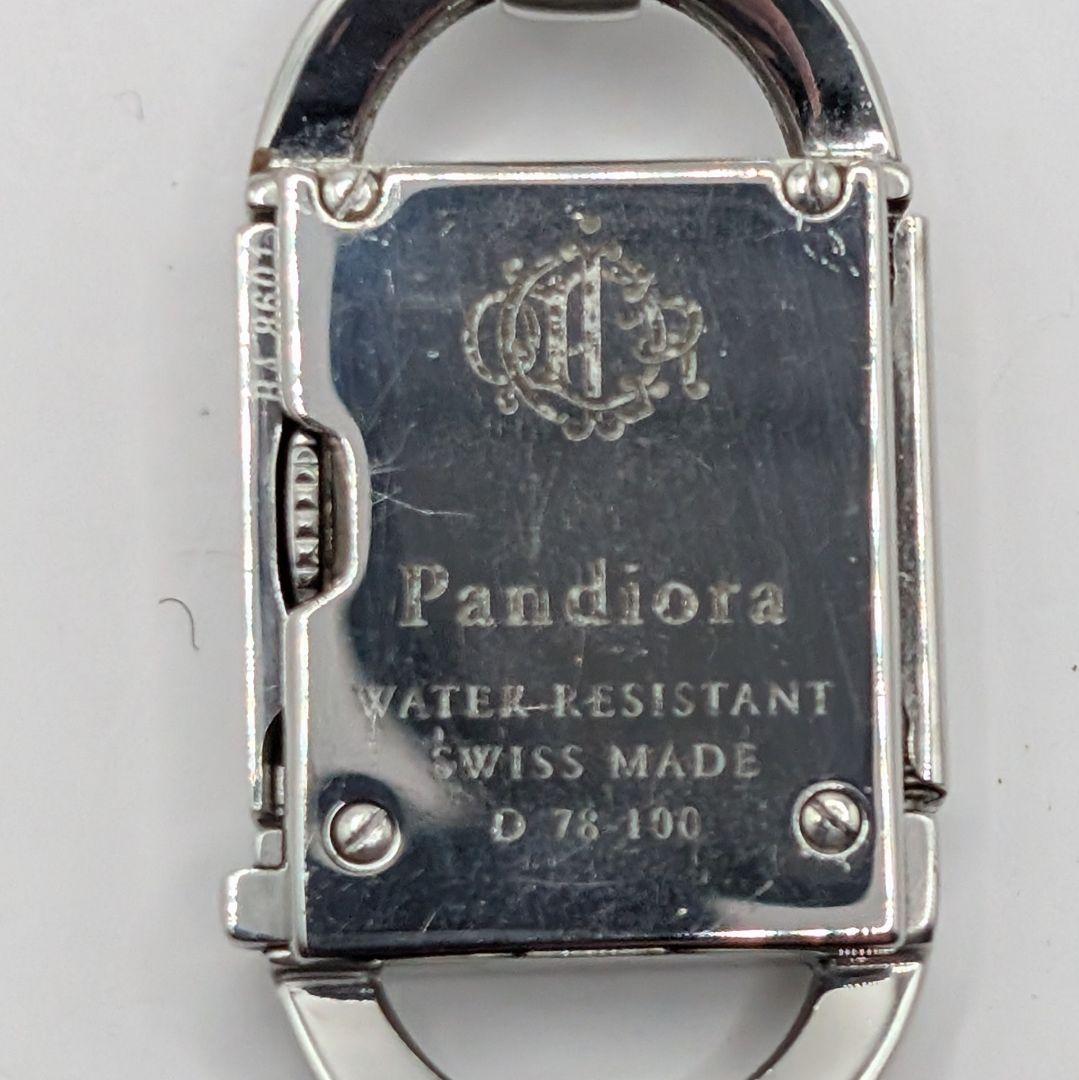 Pandiora
WATER-RESISTANT
SWISS MADE
D 78-100